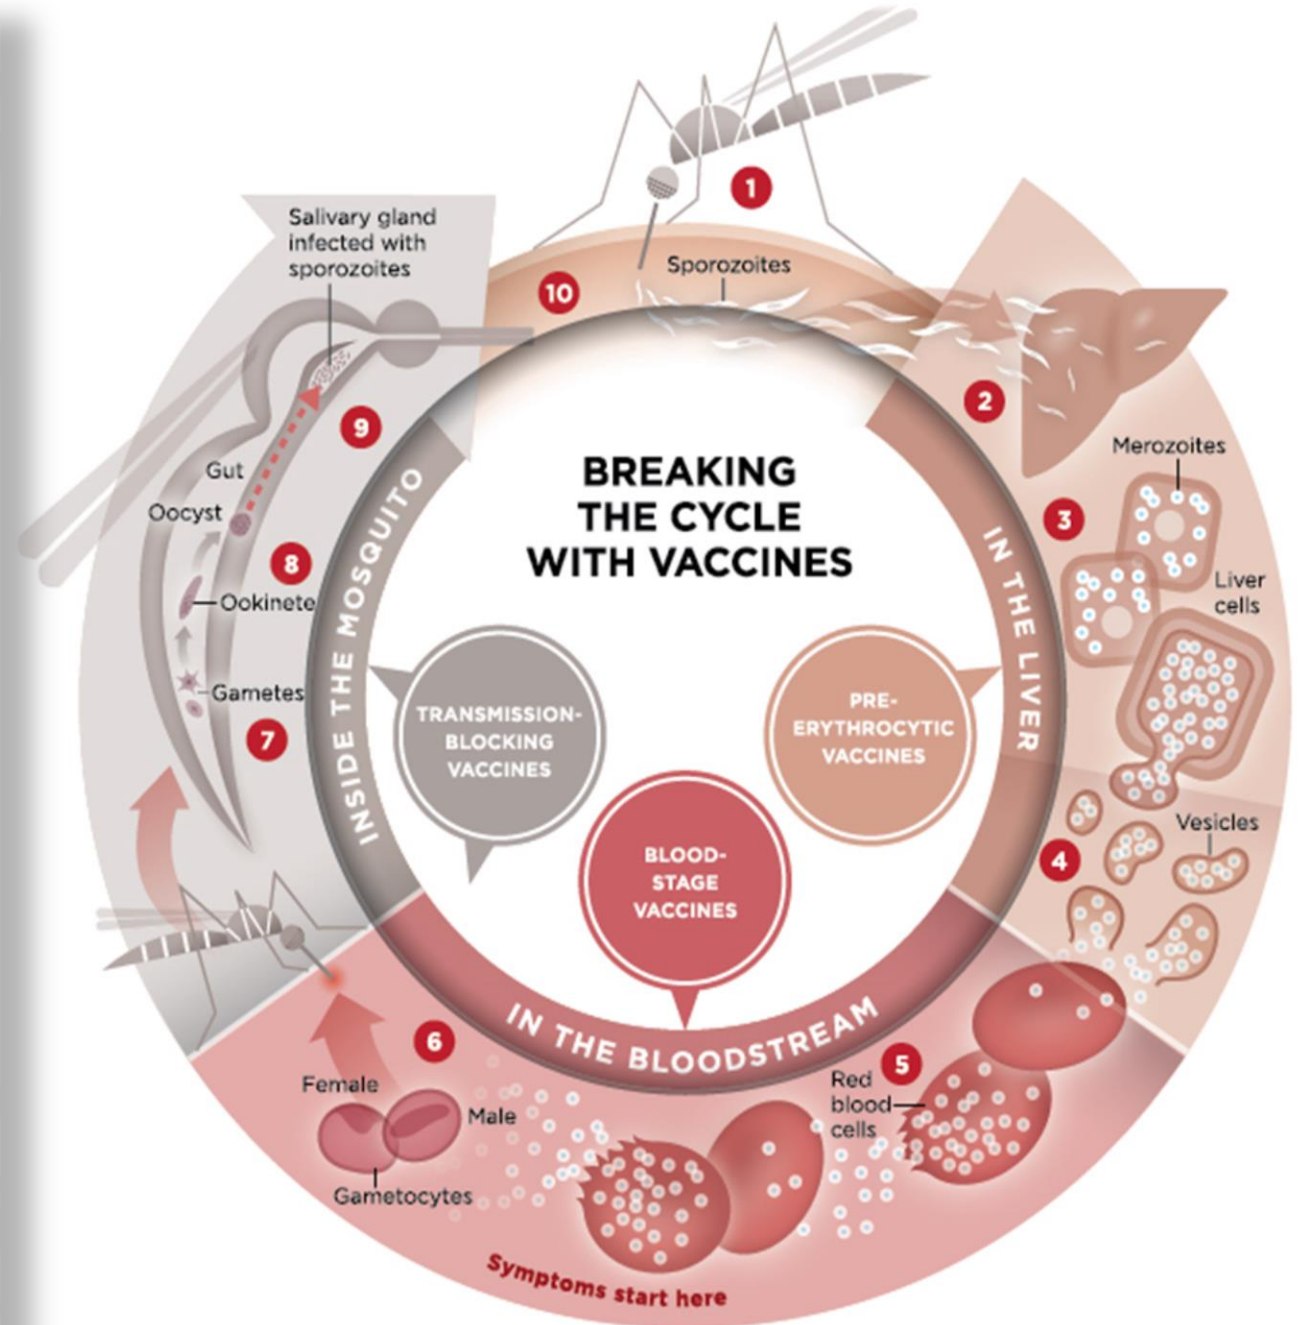 1
Salivary gland
infected with
sporozoites
10
Sporozoites
2
9
Merozoites
BREAKING
THE CYCLE
WITH VACCINES
Gut
Oocyst
3
IN THE LIVER
Liver
cells
8
Ookinete
INSIDE THE MOSQUITO
Gametes
7
TRANSMISSION-
BLOCKING
VACCINES
PRE-
ERYTHROCYTIC
VACCINES
Vesicles
4
BLOOD-
STAGE
VACCINES
IN THE BLOODSTREAM
6
5
Red
blood
cells
Female
Male
Gametocytes
Symptoms start here